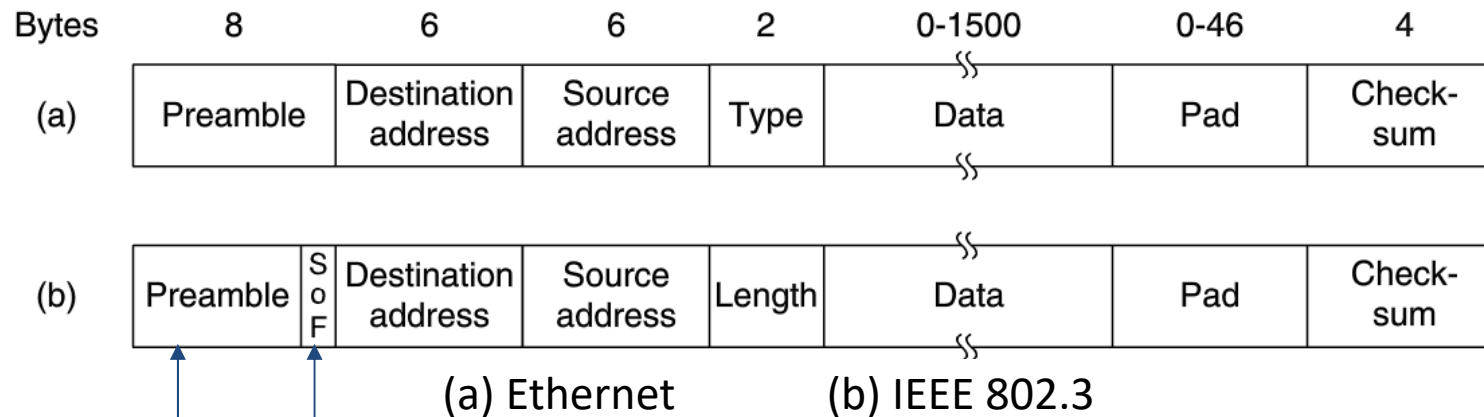 Bytes 8 6 6 2 0-1500 0-46 4
(a) Preamble Destination address Source address Type Data Pad Check-sum
(b) Preamble SoF Destination address Source address Length Data Pad Check-sum
(a) Ethernet (b) IEEE 802.3